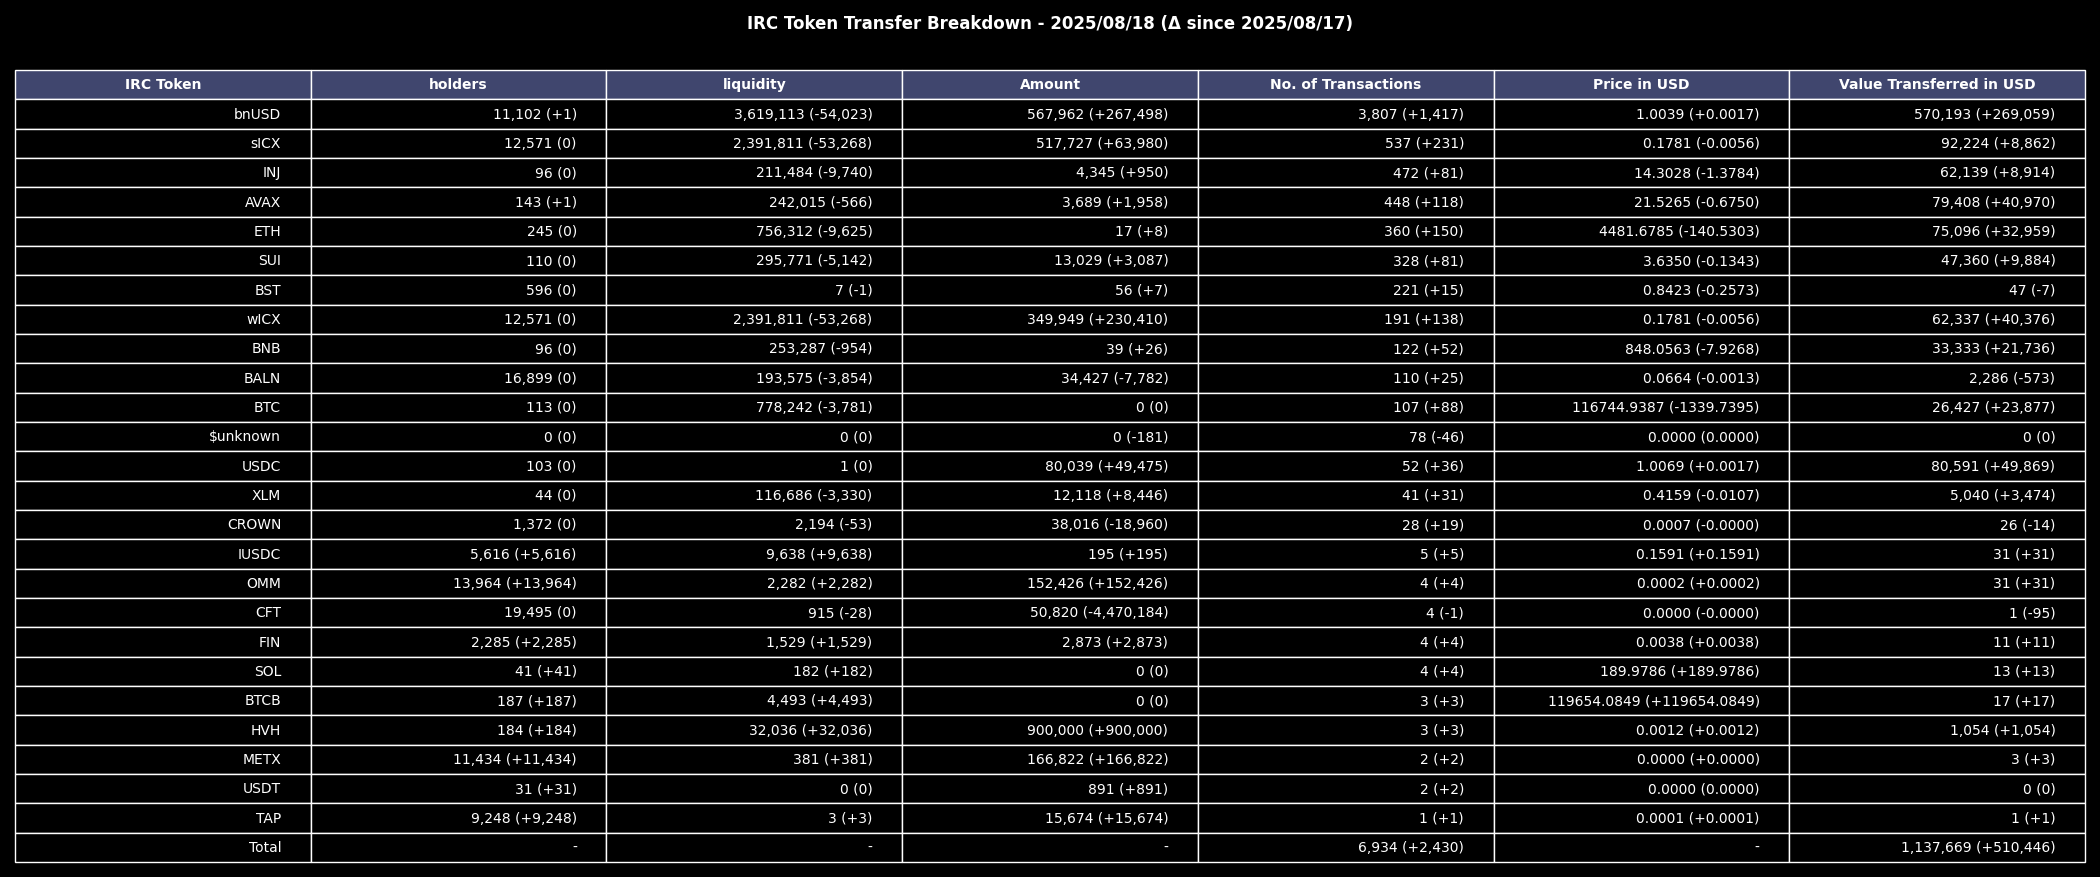 IRC Token Transfer Breakdown - 2025/08/18 (Δ since 2025/08/17)
IRC Token holders liquidity Amount No. of Transactions Price in USD Value Transferred in USD
bnUSD 11,102 (+1) 3,619,113 (-54,023) 567,962 (+267,498) 3,807 (+1,417) 1.0039 (+0.0017) 570,193 (+269,059)
sICX 12,571 (0) 2,391,811 (-53,268) 517,727 (+63,980) 537 (+231) 0.1781 (-0.0056) 92,224 (+8,862)
INJ 96 (0) 211,484 (-9,740) 4,345 (+950) 472 (+81) 14.3028 (-1.3784) 62,139 (+8,914)
AVAX 143 (+1) 242,015 (-566) 3,689 (+1,958) 448 (+118) 21.5265 (-0.6750) 79,408 (+40,970)
ETH 245 (0) 756,312 (-9,625) 17 (+8) 360 (+150) 4481.6785 (-140.5303) 75,096 (+32,959)
SUI 110 (0) 295,771 (-5,142) 13,029 (+3,087) 328 (+81) 3.6350 (-0.1343) 47,360 (+9,884)
BST 596 (0) 7 (-1) 56 (+7) 221 (+15) 0.8423 (-0.2573) 47 (-7)
wICX 12,571 (0) 2,391,811 (-53,268) 349,949 (+230,410) 191 (+138) 0.1781 (-0.0056) 62,337 (+40,376)
BNB 96 (0) 253,287 (-954) 39 (+26) 122 (+52) 848.0563 (-7.9268) 33,333 (+21,736)
BALN 16,899 (0) 193,575 (-3,854) 34,427 (-7,782) 110 (+25) 0.0664 (-0.0013) 2,286 (-573)
BTC 113 (0) 778,242 (-3,781) 0 (0) 107 (+88) 116744.9387 (-1339.7395) 26,427 (+23,877)
$unknown 0 (0) 0 (0) 0 (-181) 78 (-46) 0.0000 (0.0000) 0 (0)
USDC 103 (0) 1 (0) 80,039 (+49,475) 52 (+36) 1.0069 (+0.0017) 80,591 (+49,869)
XLM 44 (0) 116,686 (-3,330) 12,118 (+8,446) 41 (+31) 0.4159 (-0.0107) 5,040 (+3,474)
CROWN 1,372 (0) 2,194 (-53) 38,016 (-18,960) 28 (+19) 0.0007 (-0.0000) 26 (-14)
IUSDC 5,616 (+5,616) 9,638 (+9,638) 195 (+195) 5 (+5) 0.1591 (+0.1591) 31 (+31)
OMM 13,964 (+13,964) 2,282 (+2,282) 152,426 (+152,426) 4 (+4) 0.0002 (+0.0002) 31 (+31)
CFT 19,495 (0) 915 (-28) 50,820 (-4,470,184) 4 (-1) 0.0000 (-0.0000) 1 (-95)
FIN 2,285 (+2,285) 1,529 (+1,529) 2,873 (+2,873) 4 (+4) 0.0038 (+0.0038) 11 (+11)
SOL 41 (+41) 182 (+182) 0 (0) 4 (+4) 189.9786 (+189.9786) 13 (+13)
BTCB 187 (+187) 4,493 (+4,493) 0 (0) 3 (+3) 119654.0849 (+119654.0849) 17 (+17)
HVH 184 (+184) 32,036 (+32,036) 900,000 (+900,000) 3 (+3) 0.0012 (+0.0012) 1,054 (+1,054)
METX 11,434 (+11,434) 381 (+381) 166,822 (+166,822) 2 (+2) 0.0000 (+0.0000) 3 (+3)
USDT 31 (+31) 0 (0) 891 (+891) 2 (+2) 0.0000 (0.0000) 0 (0)
TAP 9,248 (+9,248) 3 (+3) 15,674 (+15,674) 1 (+1) 0.0001 (+0.0001) 1 (+1)
Total - - - 6,934 (+2,430) - 1,137,669 (+510,446)